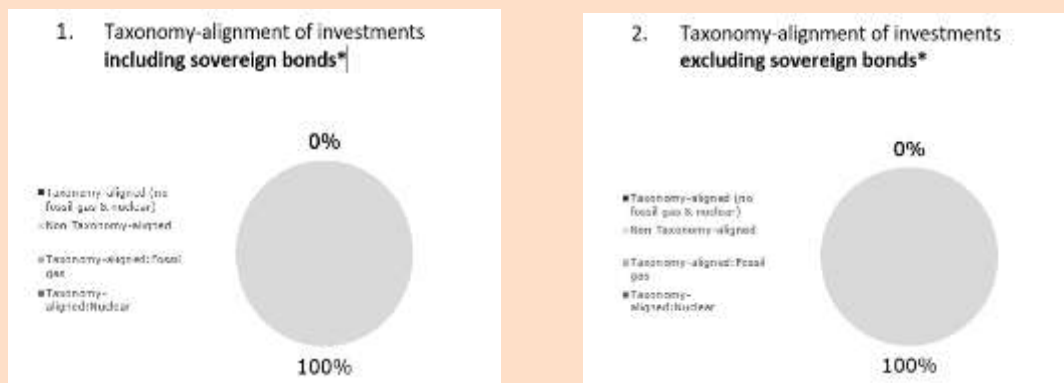 1. Taxonomy-alignment of investments
including sovereign bonds*
0%
Taxonomy-aligned (no
fossil gas & nuclear)
Non Taxonomy-aligned
Taxonomy-aligned: Fossil
gas
Taxonomy-
aligned:Nuclear
100%
2. Taxonomy-alignment of investments
excluding sovereign bonds*
0%
Taxonomy-aligned (no
fossil gas & nuclear)
Non Taxonomy-aligned
Taxonomy-aligned: Fossil
gas
Taxonomy-
aligned:Nuclear
100%